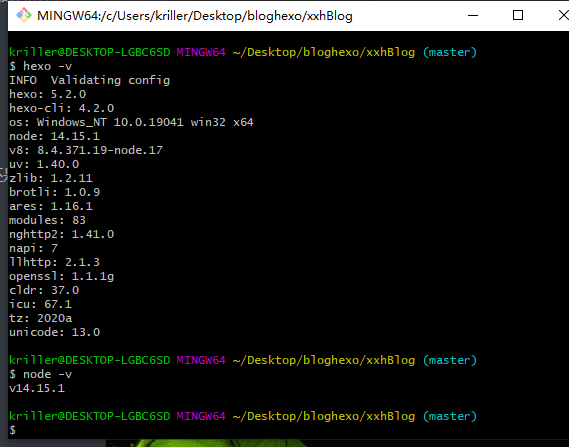 MINGW64:/c/Users/kriller/Desktop/bloghexo/xxhBlog
kriller@DESKTOP-LGBC6SD MINGW64 ~/Desktop/bloghexo/xxhBlog (master)
$ hexo -v
INFO  Validating config
hexo: 5.2.0
hexo-cli: 4.2.0
os: Windows_NT 10.0.19041 win32 x64
node: 14.15.1
v8: 8.4.371.19-node.17
uv: 1.40.0
zlib: 1.2.11
brotli: 1.0.9
ares: 1.16.1
modules: 83
nghttp2: 1.41.0
napi: 7
llhttp: 2.1.3
openssl: 1.1.1g
cldr: 37.0
icu: 67.1
tz: 2020a
unicode: 13.0
kriller@DESKTOP-LGBC6SD MINGW64 ~/Desktop/bloghexo/xxhBlog (master)
$ node -v
v14.15.1
kriller@DESKTOP-LGBC6SD MINGW64 ~/Desktop/bloghexo/xxhBlog (master)
$